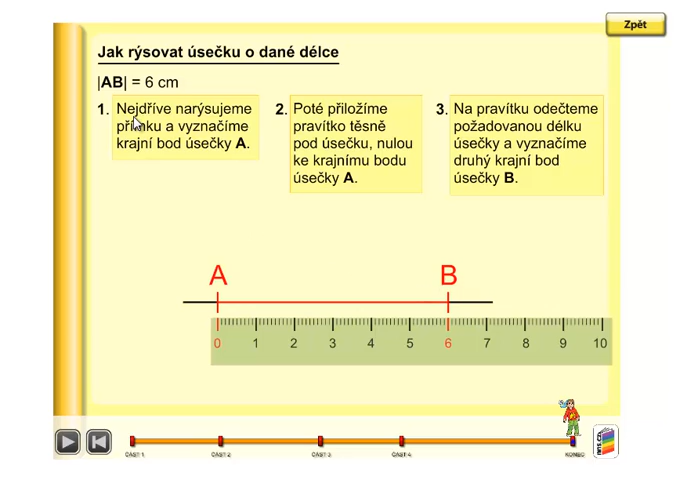 Zpět
Jak rýsovat úsečku o dané délce
|AB| = 6 cm
1. Nejdříve narýsujeme
přímku a vyznačíme
krajní bod úsečky A.
2. Poté přiložíme
pravítko těsně
pod úsečku, nulou
ke krajnímu bodu
úsečky A.
3. Na pravítku odečteme
požadovanou délku
úsečky a vyznačíme
druhý krajní bod
úsečky B.
A B
0 1 2 3 4 5 6 7 8 9 10
ČÁST 1 ČÁST 2 ČÁST 3 ČÁST 4 KONEC
NNS.CZ